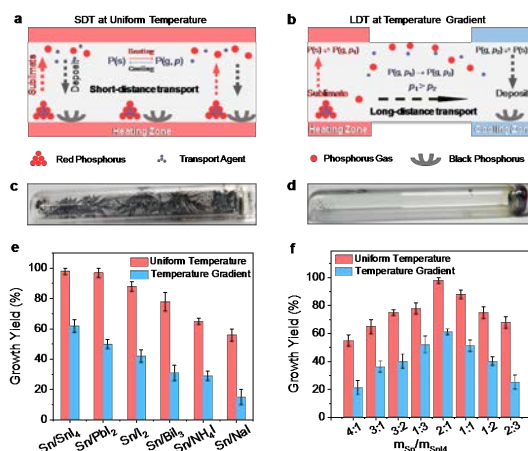 a SDT at Uniform Temperature
Sublimate
Deposit
Heating
P(s) P(g, p)
Cooling
Short-distance transport
Heating Zone
b LDT at Temperature Gradient
P(s) ⇌ P(g, p₁)
P(g, p₂) ⇌ P(s)
P(g, p₁) → P(g, p₂)
p₁ > p₂
Sublimate
Deposit
Long-distance transport
Heating Zone
Cooling Zone
Red Phosphorus
Transport Agent
Phosphorus Gas
Black Phosphorus
c
d
e
Uniform Temperature
Temperature Gradient
Growth Yield (%)
100
80
60
40
20
0
Sn/SnI₄ Sn/PbI₂ Sn/I₂ Sn/BiI₃ Sn/NH₄I Sn/NaI
f
Uniform Temperature
Temperature Gradient
Growth Yield (%)
100
80
60
40
20
0
4:1 3:1 3:2 1:3 2:1 1:1 1:2 2:3
mSn/mSnI4